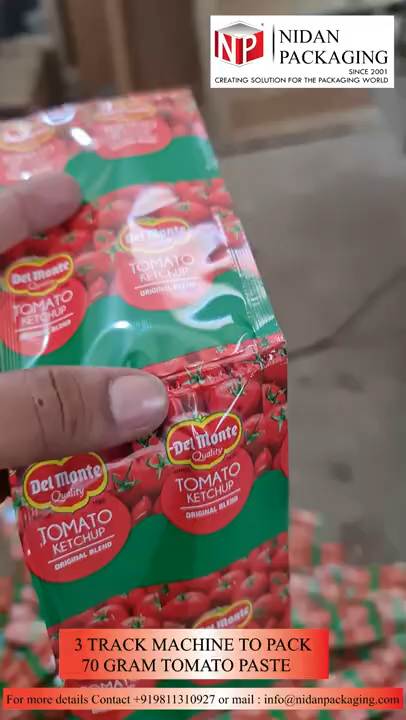 NP
NIDAN
PACKAGING
SINCE 2001
CREATING SOLUTION FOR THE PACKAGING WORLD
Del Monte
Quality
TOMATO
KETCHUP
ORIGINAL BLEND
Del Monte
Quality
TOMATO
KETCHUP
ORIGINAL BLEND
Del Monte
Quality
TOMATO
KETCHUP
ORIGINAL BLEND
Del Monte
Quality
TOMATO
KETCHUP
ORIGINAL BLEND
Del Monte
3 TRACK MACHINE TO PACK
70 GRAM TOMATO PASTE
For more details Contact +919811310927 or mail : info@nidanpackaging.com